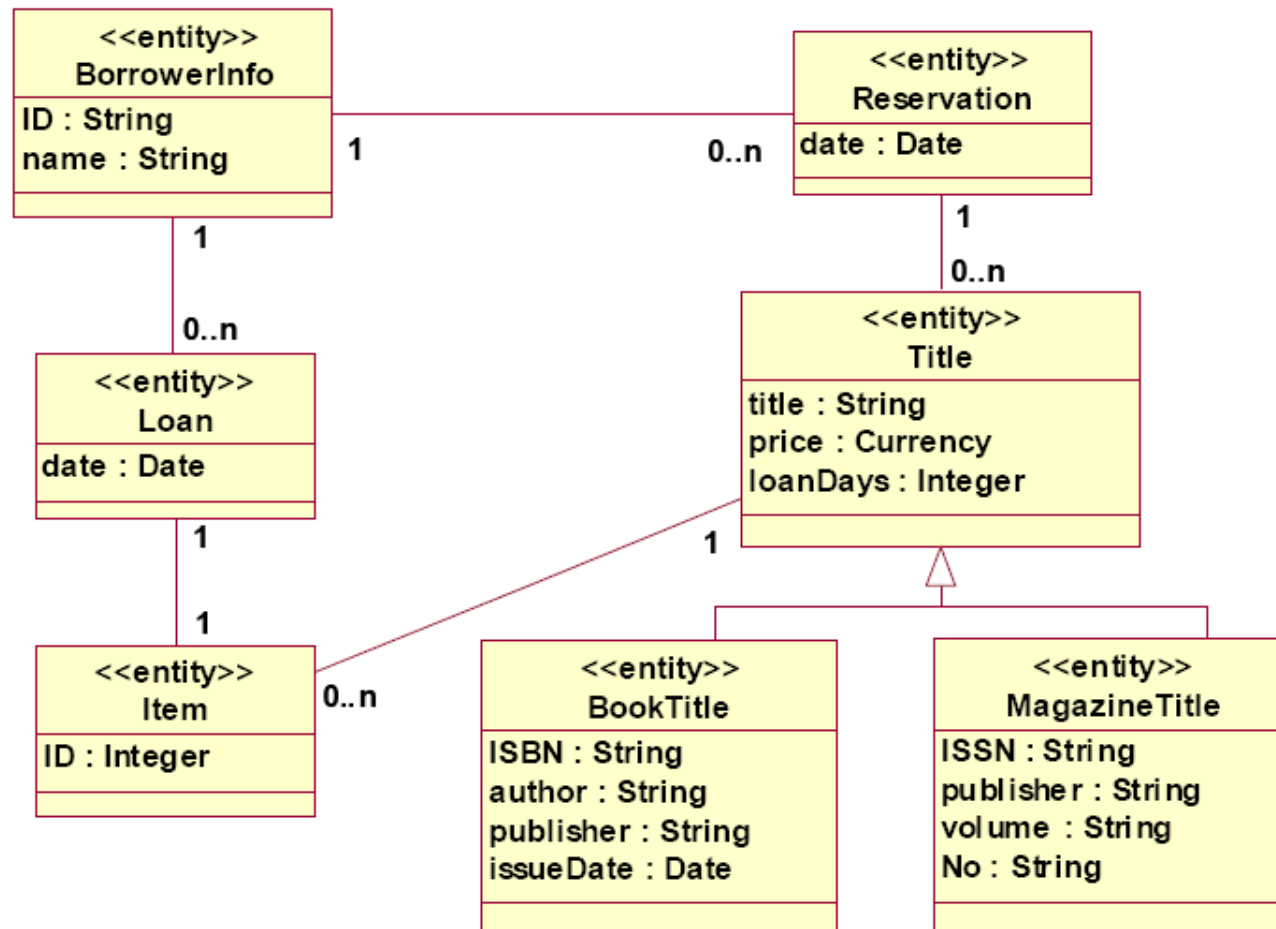 <<entity>>
BorrowerInfo
ID : String
name : String
1
0..n
<<entity>>
Reservation
date : Date
1
0..n
1
0..n
<<entity>>
Loan
date : Date
1
1
<<entity>>
Title
title : String
price : Currency
loanDays : Integer
1
0..n
<<entity>>
Item
ID : Integer
<<entity>>
BookTitle
ISBN : String
author : String
publisher : String
issueDate : Date
<<entity>>
MagazineTitle
ISSN : String
publisher : String
volume : String
No : String